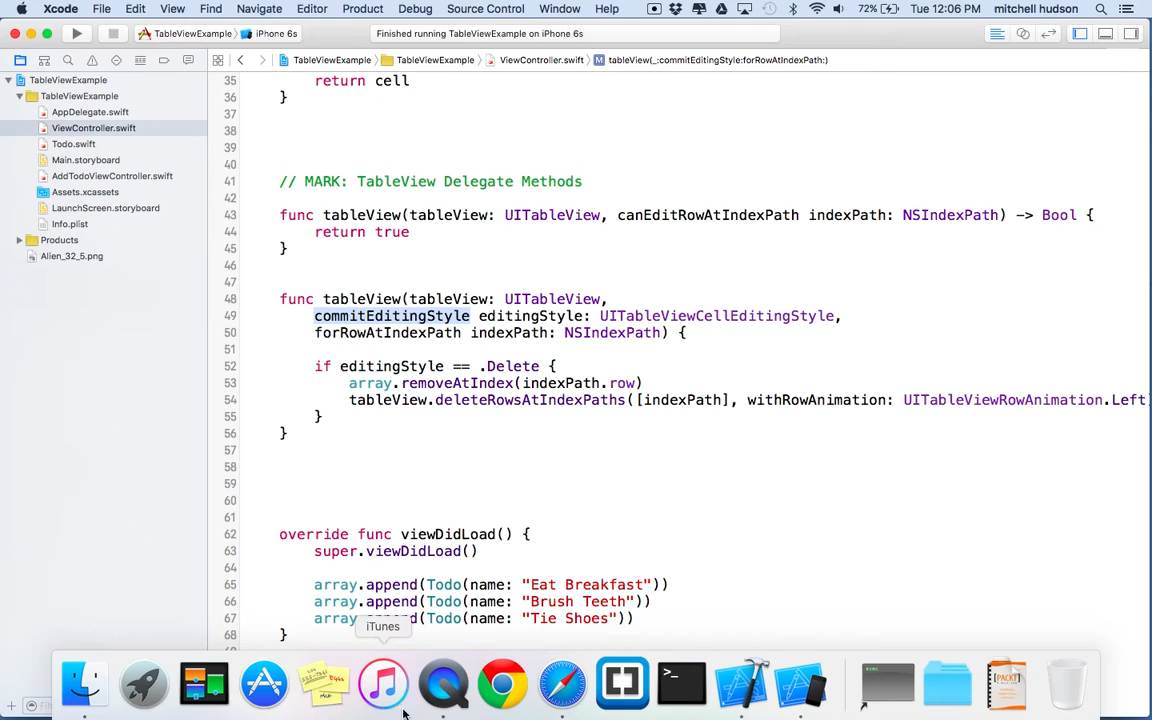 Xcode File Edit View Find Navigate Editor Product Debug Source Control Window Help 72% Tue 12:06 PM mitchell hudson
TableViewExample iPhone 6s Finished running TableViewExample on iPhone 6s
TableViewExample TableViewExample ViewController.swift M tableView(_:commitEditingStyle:forRowAtIndexPath:)
TableViewExample
TableViewExample
AppDelegate.swift
ViewController.swift
Todo.swift
Main.storyboard
AddTodoViewController.swift
Assets.xcassets
LaunchScreen.storyboard
Info.plist
Products
Alien_32_5.png
35 return cell
36 }
37
38
39
40
41 // MARK: TableView Delegate Methods
42
43 func tableView(tableView: UITableView, canEditRowAtIndexPath indexPath: NSIndexPath) -> Bool {
44 return true
45 }
46
47
48 func tableView(tableView: UITableView,
49 commitEditingStyle editingStyle: UITableViewCellEditingStyle,
50 forRowAtIndexPath indexPath: NSIndexPath) {
51
52 if editingStyle == .Delete {
53 array.removeAtIndex(indexPath.row)
54 tableView.deleteRowsAtIndexPaths([indexPath], withRowAnimation: UITableViewRowAnimation.Left)
55 }
56 }
57
58
59
60
61
62 override func viewDidLoad() {
63 super.viewDidLoad()
64
65 array.append(Todo(name: "Eat Breakfast"))
66 array.append(Todo(name: "Brush Teeth"))
67 array.append(Todo(name: "Tie Shoes"))
68 }
iTunes